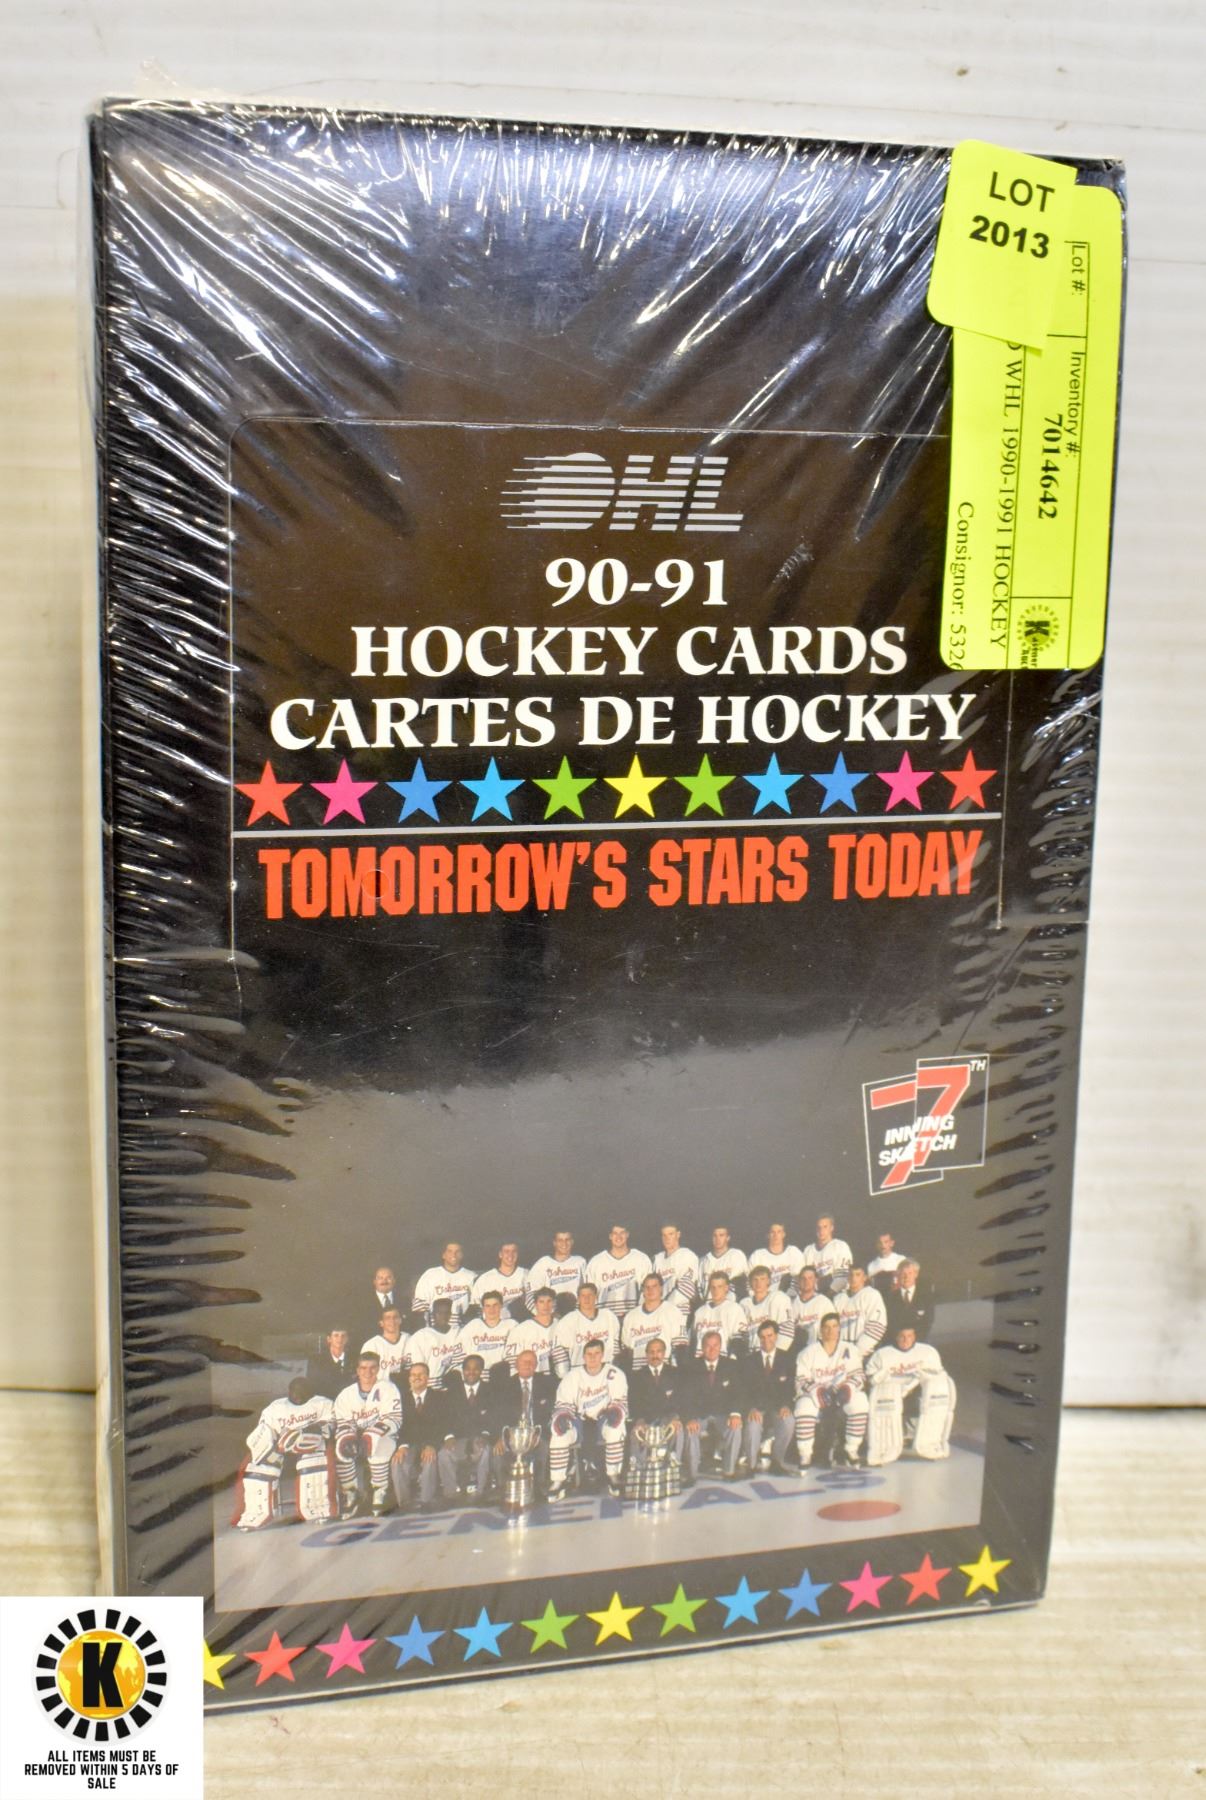 LOT
2013
Lot #:
Inventory #:
7014642
WHL 1990-1991 HOCKEY
Consignor: 532
K
OHL
90-91
HOCKEY CARDS
CARTES DE HOCKEY
TOMORROW'S STARS TODAY
7TH
INNING
SKETCH
GENERALS
K
ALL ITEMS MUST BE
REMOVED WITHIN 5 DAYS OF
SALE